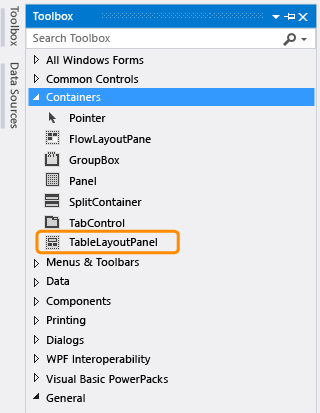 Toolbox
Data Sources
Toolbox
Search Toolbox
All Windows Forms
Common Controls
Containers
Pointer
FlowLayoutPane
GroupBox
Panel
SplitContainer
TabControl
TableLayoutPanel
Menus & Toolbars
Data
Components
Printing
Dialogs
WPF Interoperability
Visual Basic PowerPacks
General